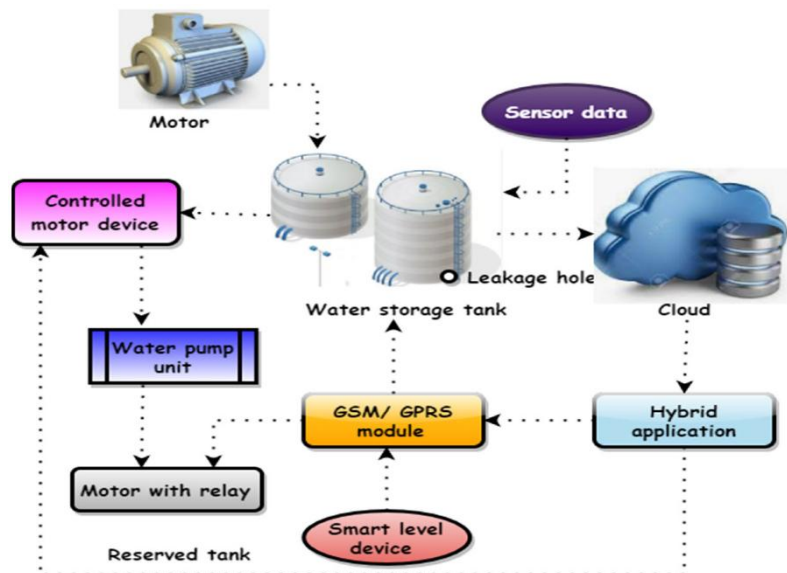 Motor
Sensor data
Controlled
motor device
Leakage hole
Water storage tank
Cloud
Water pump
unit
GSM/ GPRS
module
Hybrid
application
Motor with relay
Smart level
device
Reserved tank